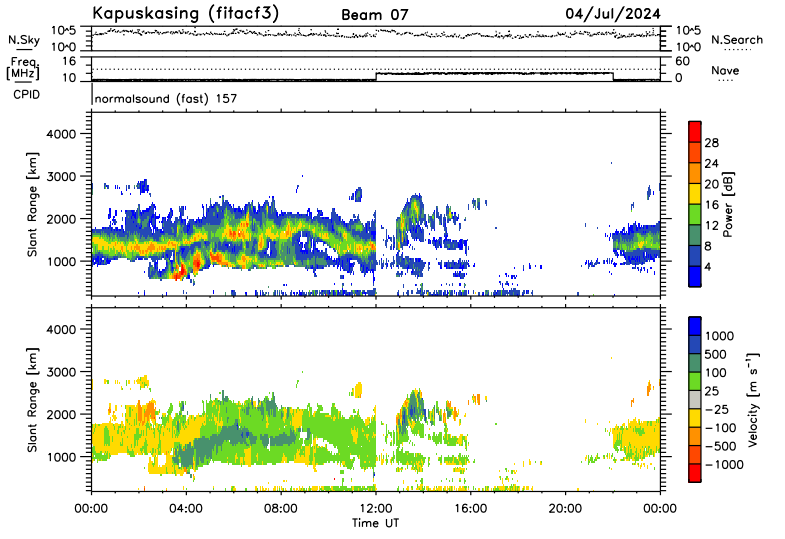 Kapuskasing (fitacf3)
Beam 07
04/Jul/2024
N.Sky
10^5
10^0
10^5
10^0
N.Search
Freq.
[MHz]
16
10
60
0
Nave
CPID
normalsound (fast) 157
Slant Range [km]
4000
3000
2000
1000
28
24
20
16
12
8
4
Power [dB]
Slant Range [km]
4000
3000
2000
1000
1000
500
100
25
−25
−100
−500
−1000
Velocity [m s⁻¹]
00:00 04:00 08:00 12:00 16:00 20:00 00:00
Time UT